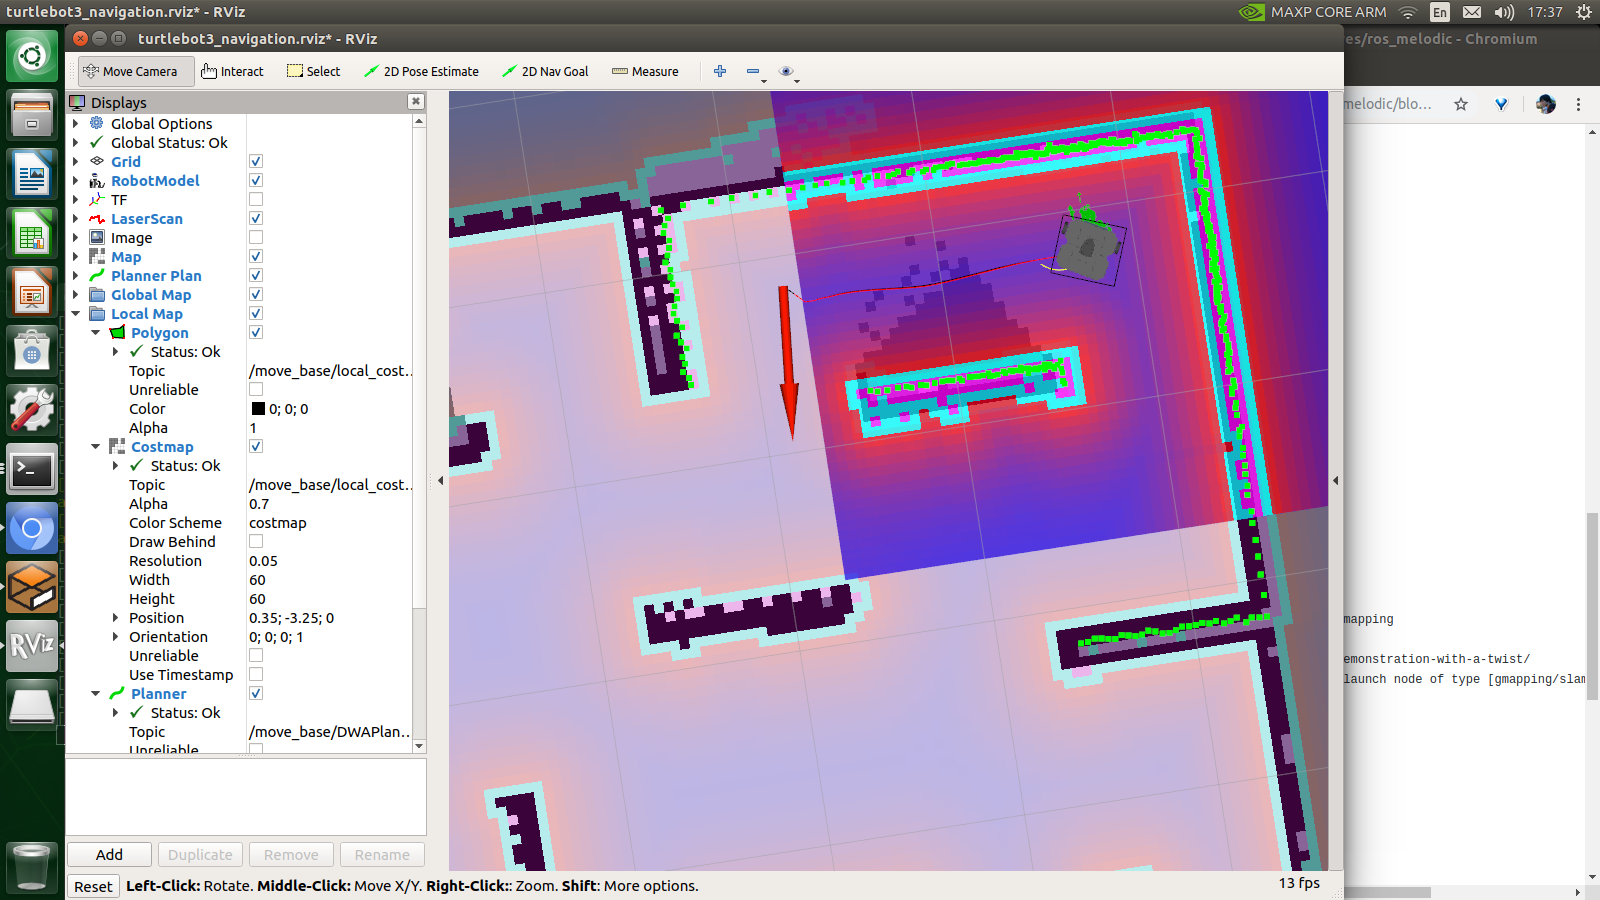 turtlebot3_navigation.rviz* - RViz
MAXP CORE ARM
En
17:37
turtlebot3_navigation.rviz* - RViz
es/ros_melodic - Chromium
Move Camera
Interact
Select
2D Pose Estimate
2D Nav Goal
Measure
melodic/blo...
Displays
Global Options
Global Status: Ok
Grid
RobotModel
TF
LaserScan
Image
Map
Planner Plan
Global Map
Local Map
Polygon
Status: Ok
Topic /move_base/local_cost...
Unreliable
Color 0; 0; 0
Alpha 1
Costmap
Status: Ok
Topic /move_base/local_cost...
Alpha 0.7
Color Scheme costmap
Draw Behind
Resolution 0.05
Width 60
Height 60
Position 0.35; -3.25; 0
Orientation 0; 0; 0; 1
Unreliable
Use Timestamp
Planner
Status: Ok
Topic /move_base/DWAPlan...
Unreliable
mapping
emonstration-with-a-twist/
launch node of type [gmapping/slam
RViz
Add
Duplicate
Remove
Rename
Reset
Left-Click: Rotate. Middle-Click: Move X/Y. Right-Click:: Zoom. Shift: More options.
13 fps